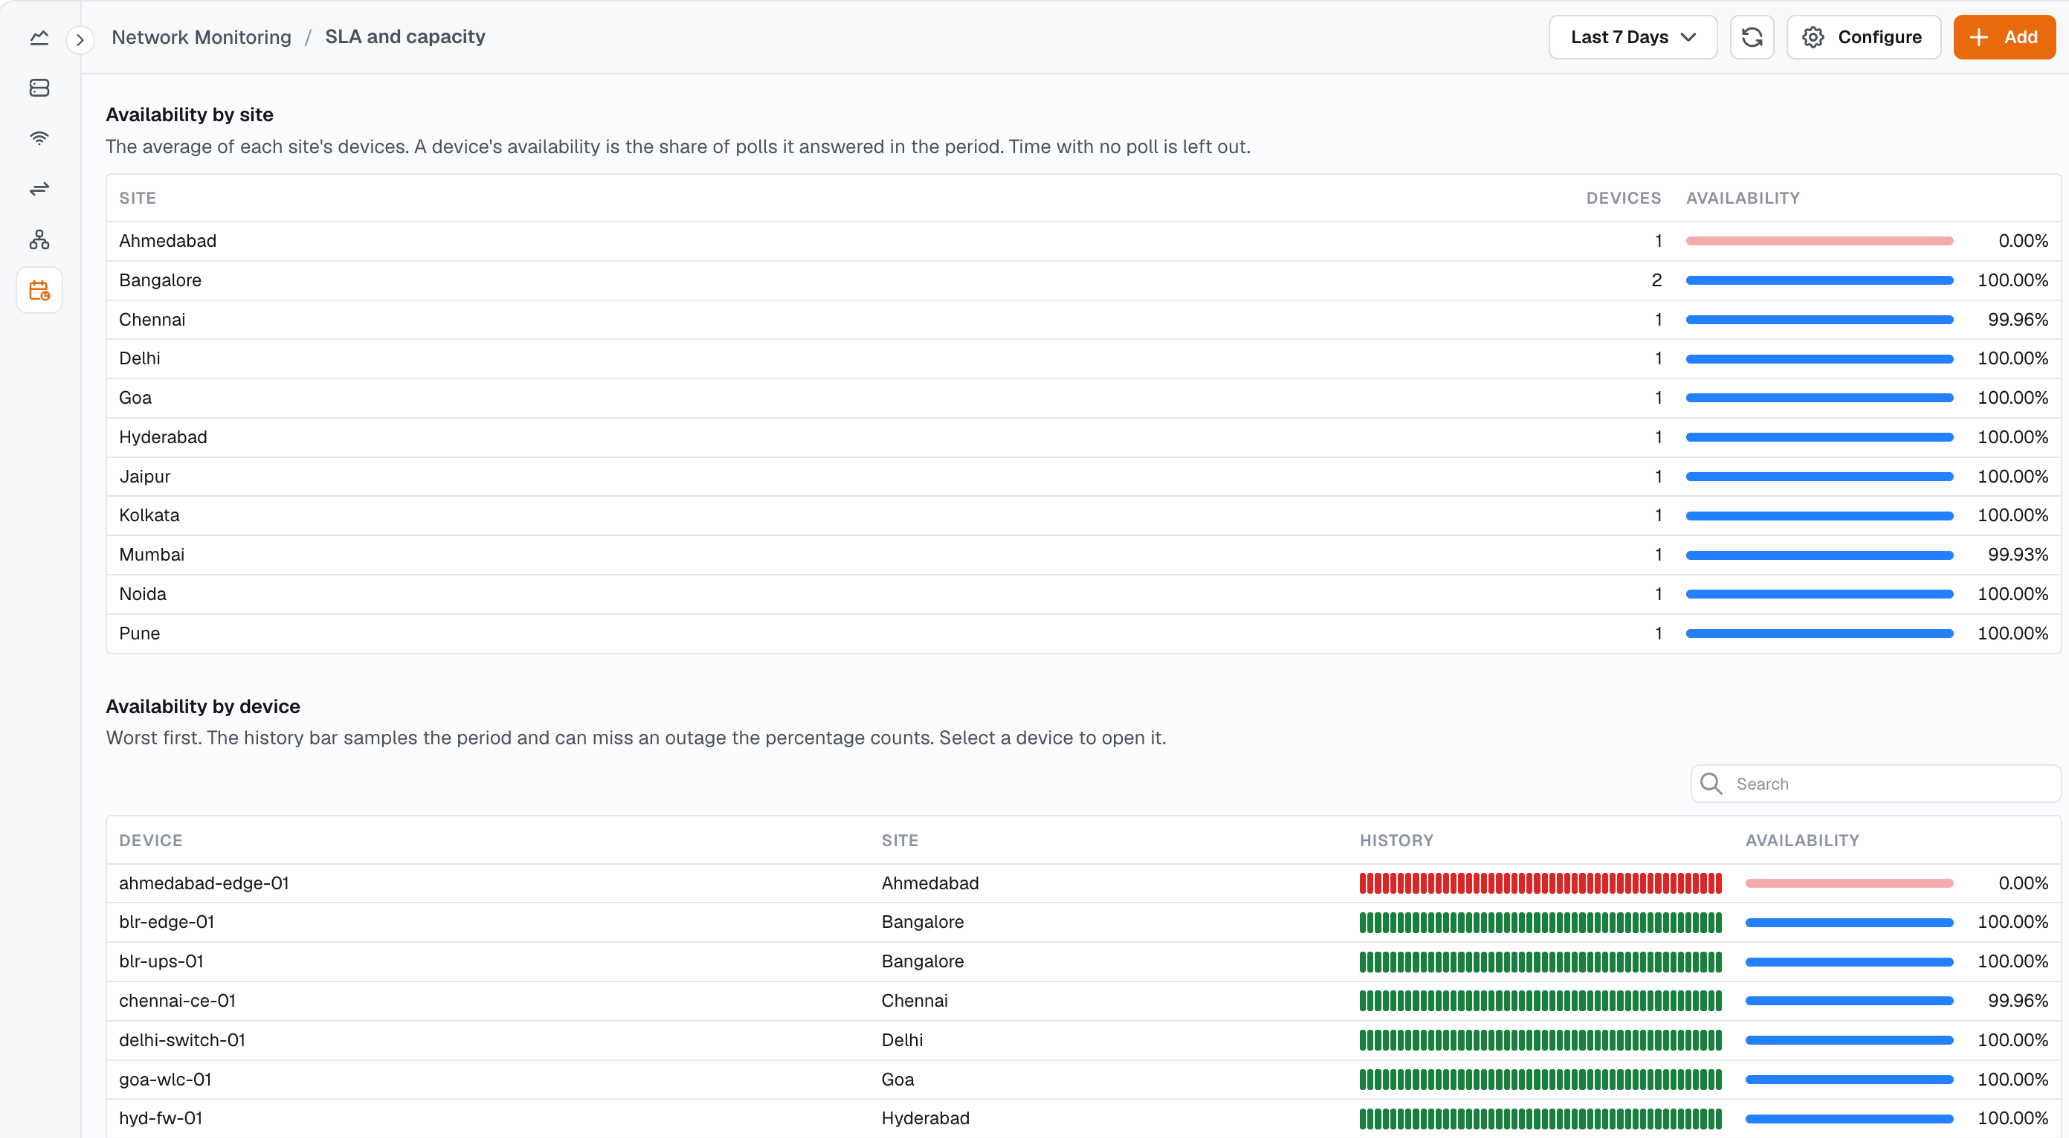 Network Monitoring / SLA and capacity
Last 7 Days
Configure
Add
Availability by site
The average of each site's devices. A device's availability is the share of polls it answered in the period. Time with no poll is left out.
SITE DEVICES AVAILABILITY
Ahmedabad 1 0.00%
Bangalore 2 100.00%
Chennai 1 99.96%
Delhi 1 100.00%
Goa 1 100.00%
Hyderabad 1 100.00%
Jaipur 1 100.00%
Kolkata 1 100.00%
Mumbai 1 99.93%
Noida 1 100.00%
Pune 1 100.00%
Availability by device
Worst first. The history bar samples the period and can miss an outage the percentage counts. Select a device to open it.
Search
DEVICE SITE HISTORY AVAILABILITY
ahmedabad-edge-01 Ahmedabad 0.00%
blr-edge-01 Bangalore 100.00%
blr-ups-01 Bangalore 100.00%
chennai-ce-01 Chennai 99.96%
delhi-switch-01 Delhi 100.00%
goa-wlc-01 Goa 100.00%
hyd-fw-01 Hyderabad 100.00%